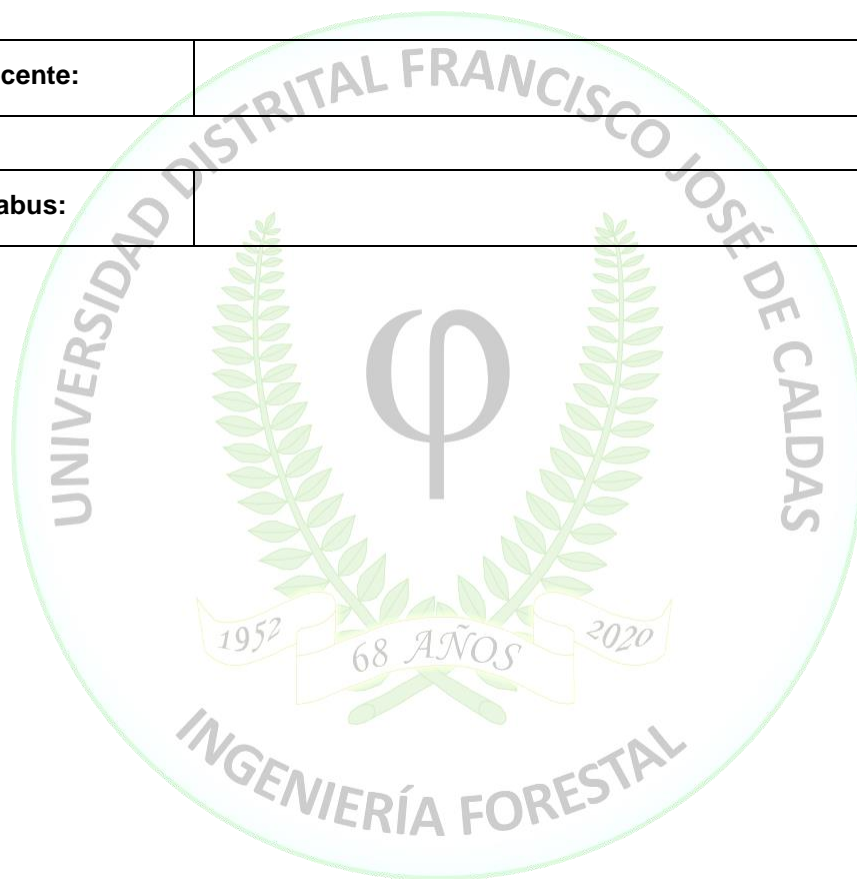 cente:
abus:
UNIVERSIDAD DISTRITAL FRANCISCO JOSÉ DE CALDAS
φ
1952
68 AÑOS
2020
INGENIERÍA FORESTAL